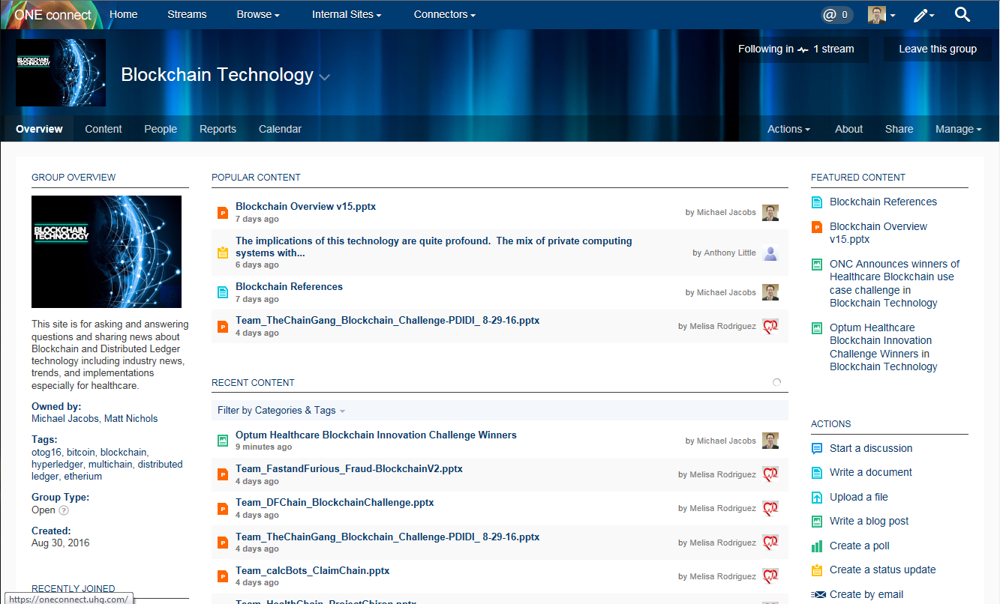 ONE connect Home Streams Browse Internal Sites Connectors @ 0
Following in 1 stream Leave this group
BLOCKCHAIN
TECHNOLOGY
Blockchain Technology
Overview Content People Reports Calendar Actions About Share Manage
GROUP OVERVIEW
BLOCKCHAIN
TECHNOLOGY
This site is for asking and answering
questions and sharing news about
Blockchain and Distributed Ledger
technology including industry news,
trends, and implementations
especially for healthcare.
Owned by:
Michael Jacobs, Matt Nichols
Tags:
otog16, bitcoin, blockchain,
hyperledger, multichain, distributed
ledger, etherium
Group Type:
Open ?
Created:
Aug 30, 2016
RECENTLY JOINED
https://oneconnect.uhg.com/
POPULAR CONTENT
P Blockchain Overview v15.pptx by Michael Jacobs
7 days ago
The implications of this technology are quite profound. The mix of private computing
systems with... by Anthony Little
6 days ago
Blockchain References by Michael Jacobs
7 days ago
P Team_TheChainGang_Blockchain_Challenge-PDIDI_ 8-29-16.pptx by Melisa Rodriguez
4 days ago
RECENT CONTENT
Filter by Categories & Tags
Optum Healthcare Blockchain Innovation Challenge Winners by Michael Jacobs
9 minutes ago
P Team_FastandFurious_Fraud-BlockchainV2.pptx by Melisa Rodriguez
4 days ago
P Team_DFChain_BlockchainChallenge.pptx by Melisa Rodriguez
4 days ago
P Team_TheChainGang_Blockchain_Challenge-PDIDI_ 8-29-16.pptx by Melisa Rodriguez
4 days ago
P Team_calcBots_ClaimChain.pptx by Melisa Rodriguez
4 days ago
Team_HealthChain_ProjectChiron.pptx
FEATURED CONTENT
Blockchain References
P Blockchain Overview
v15.pptx
ONC Announces winners of
Healthcare Blockchain use
case challenge in
Blockchain Technology
Optum Healthcare
Blockchain Innovation
Challenge Winners in
Blockchain Technology
ACTIONS
Start a discussion
Write a document
Upload a file
Write a blog post
Create a poll
Create a status update
Create by email